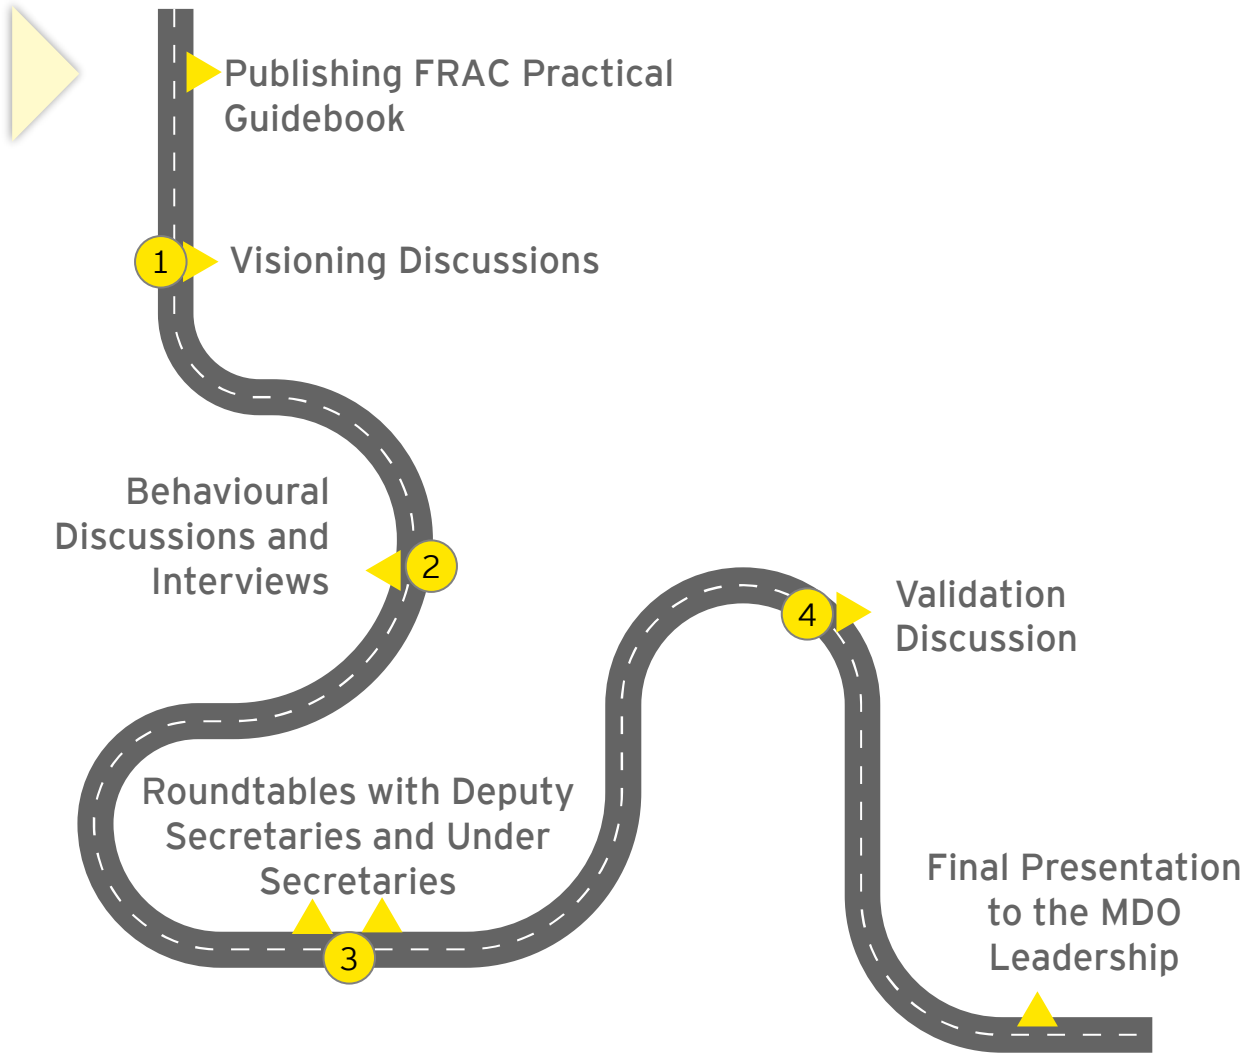 Publishing FRAC Practical
Guidebook
1
Visioning Discussions
Behavioural
Discussions and
Interviews
2
Roundtables with Deputy
Secretaries and Under
Secretaries
3
4
Validation
Discussion
Final Presentation
to the MDO
Leadership